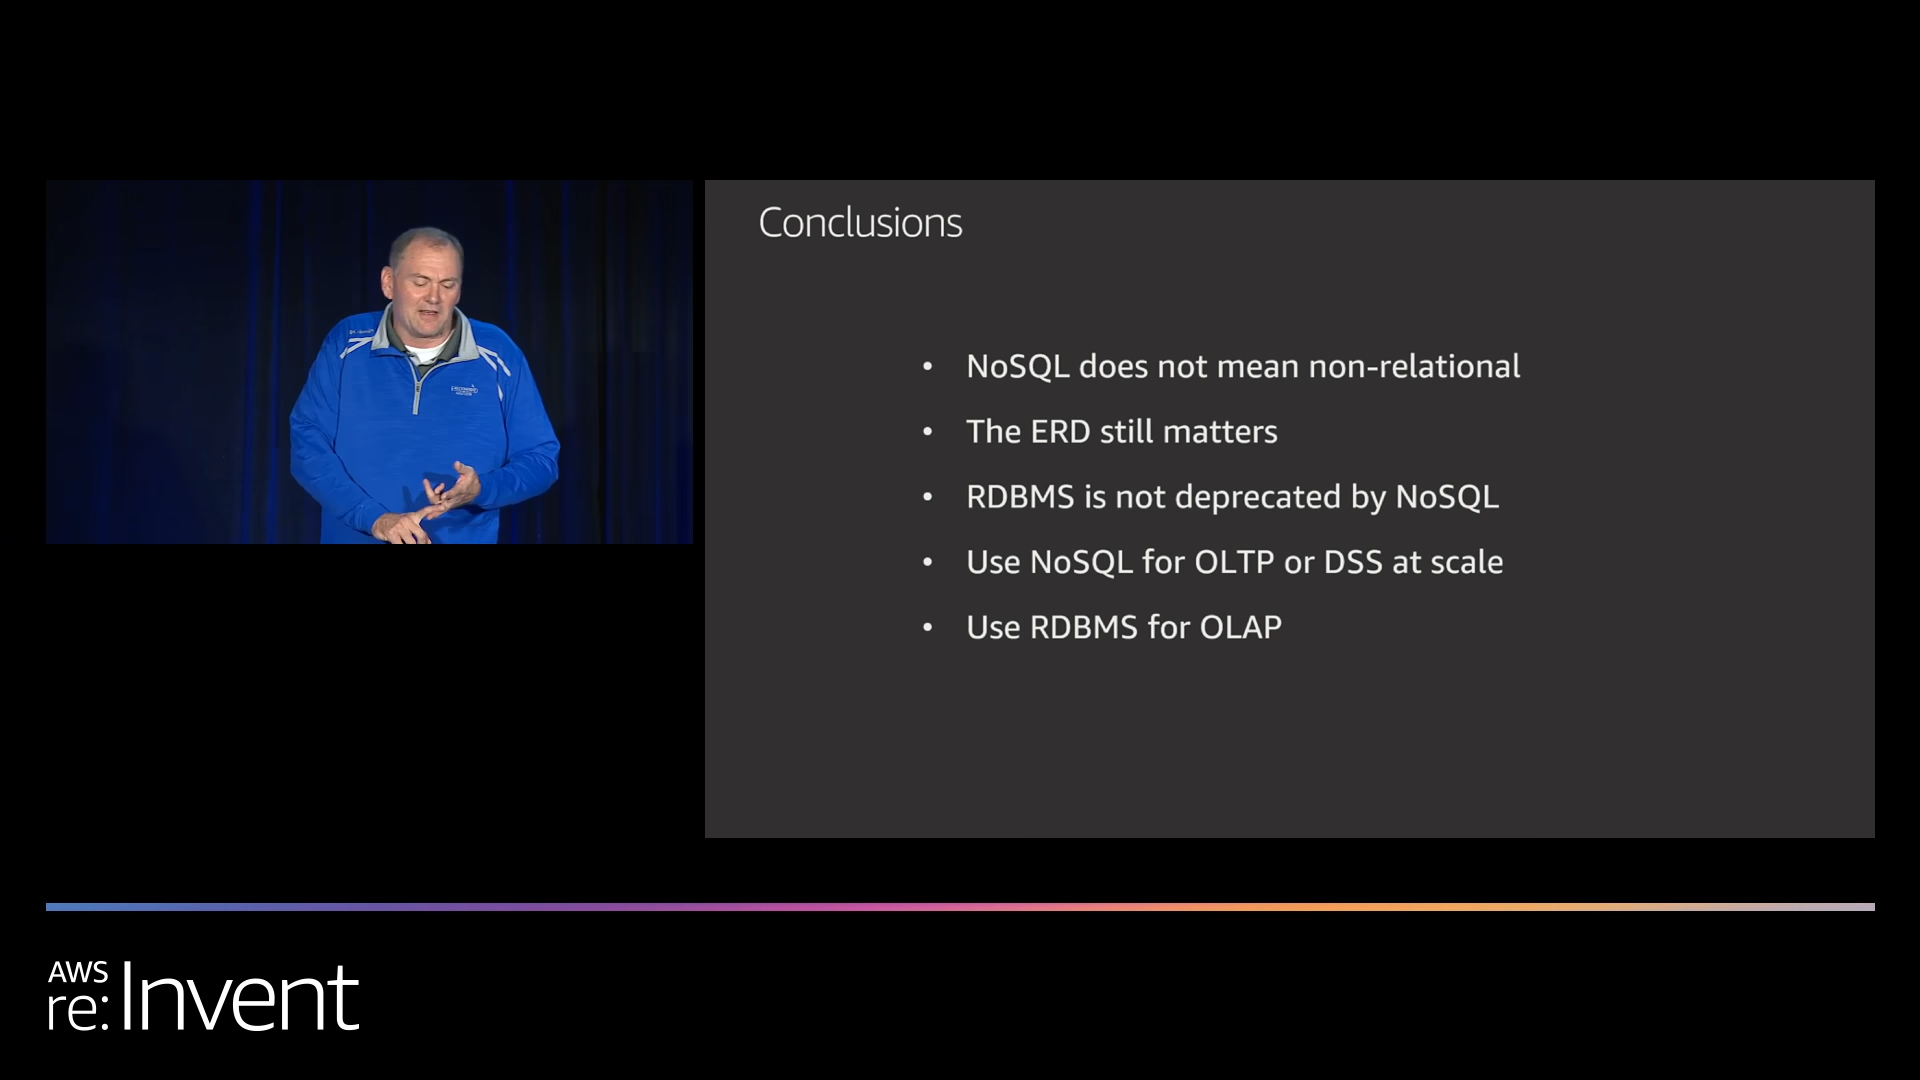 Conclusions
• NoSQL does not mean non-relational
• The ERD still matters
• RDBMS is not deprecated by NoSQL
• Use NoSQL for OLTP or DSS at scale
• Use RDBMS for OLAP
AWS
re:Invent